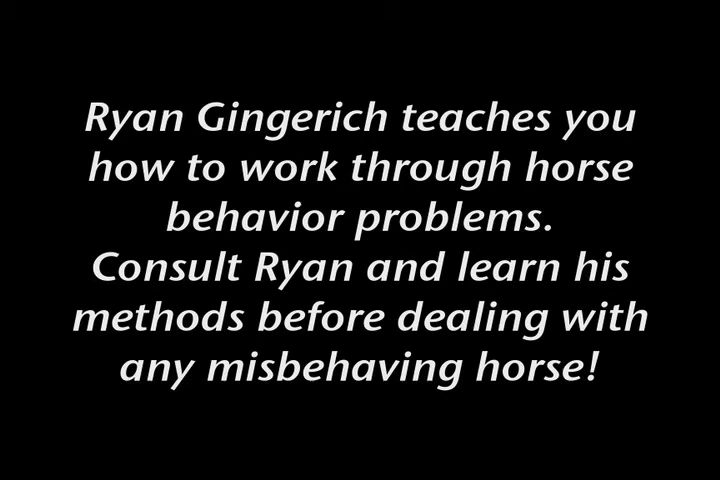 Ryan Gingerich teaches you
how to work through horse
behavior problems.
Consult Ryan and learn his
methods before dealing with
any misbehaving horse!